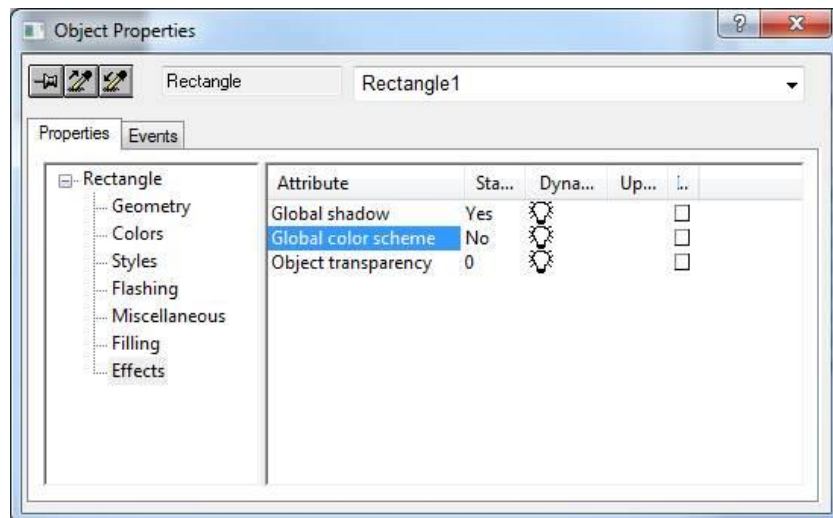 Object Properties
Rectangle Rectangle1
Properties Events
Rectangle
Geometry
Colors
Styles
Flashing
Miscellaneous
Filling
Effects
Attribute Sta... Dyna... Up... I..
Global shadow Yes
Global color scheme No
Object transparency 0